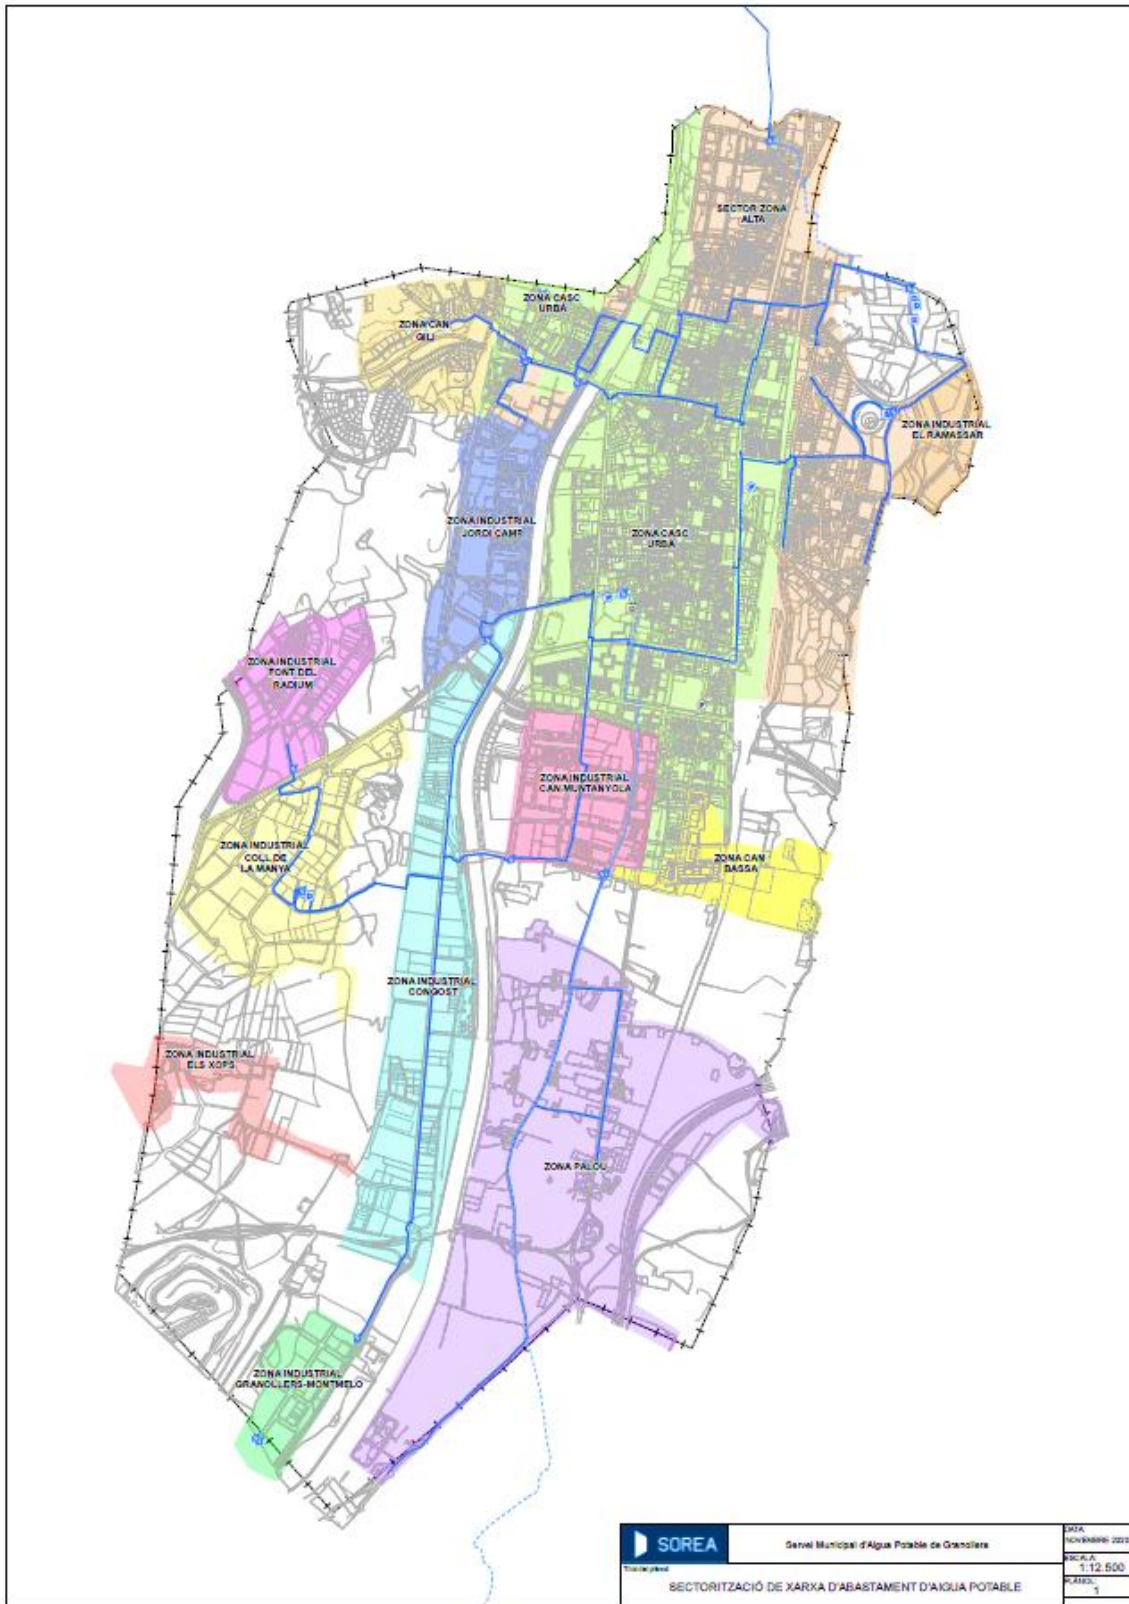 SECTOR ZONA
ALTA
ZONA CASC
URBÀ
ZONA CAN
GILI
ZONA INDUSTRIAL
EL RAMASSAR
ZONA INDUSTRIAL
JORDI CAMP
ZONA CASC
URBÀ
ZONA INDUSTRIAL
FONT DEL
RADIUM
ZONA INDUSTRIAL
CAN MUNTANYOLA
ZONA INDUSTRIAL
COLL DE
LA MANYA
ZONA CAN
BASSA
ZONA INDUSTRIAL
CONGOST
ZONA INDUSTRIAL
ELS XOPS
ZONA PALOU
ZONA INDUSTRIAL
GRANOLLERS-MONTMELO
SOREA
Servei Municipal d'Aigua Potable de Granollers
DATA
NOVEMBRE
ESCALA
1:12.500
SECTORITZACIÓ DE XARXA D'ABASTAMENT D'AIGUA POTABLE
PLÀNOL:
1